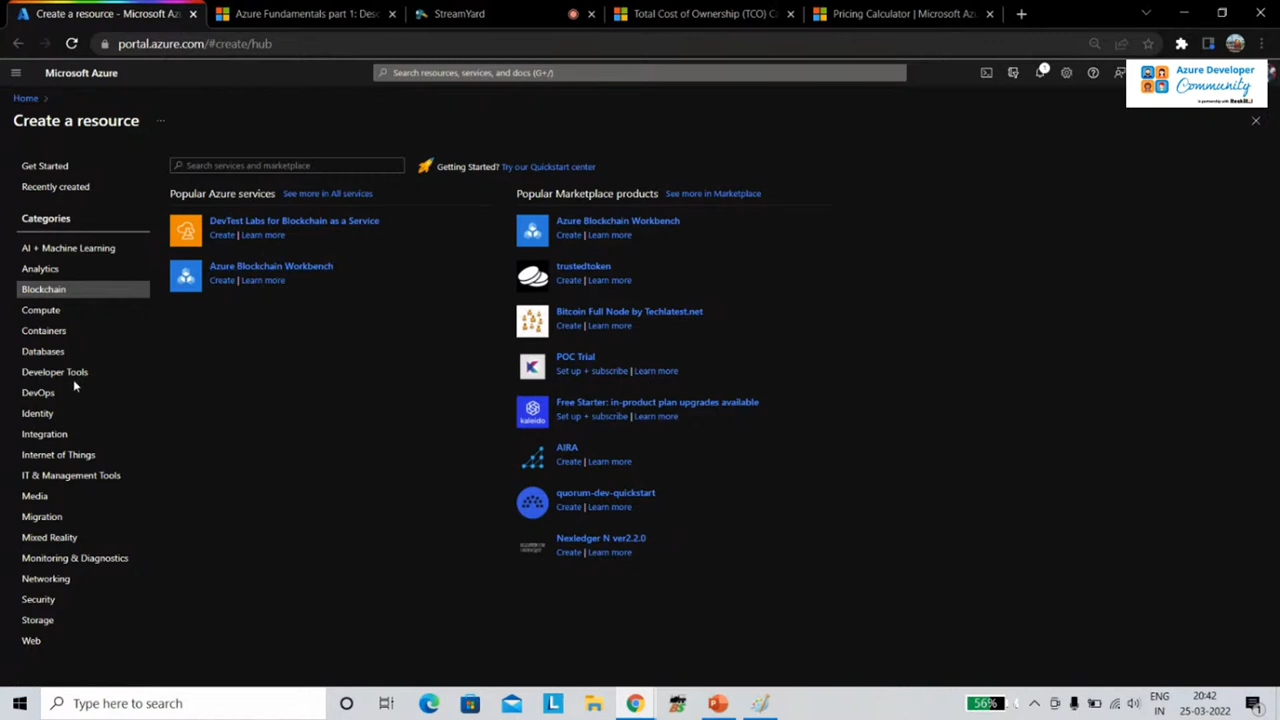 Create a resource - Microsoft Az
Azure Fundamentals part 1: Desc
StreamYard
Total Cost of Ownership (TCO) C
Pricing Calculator | Microsoft Az
portal.azure.com/#create/hub
Microsoft Azure
Search resources, services, and docs (G+/)
1
Azure Developer
Community
In partnership with
Home >
Create a resource
...
Get Started
Recently created
Categories
AI + Machine Learning
Analytics
Blockchain
Compute
Containers
Databases
Developer Tools
DevOps
Identity
Integration
Internet of Things
IT & Management Tools
Media
Migration
Mixed Reality
Monitoring & Diagnostics
Networking
Security
Storage
Web
Search services and marketplace
Getting Started? Try our Quickstart center
Popular Azure services See more in All services
DevTest Labs for Blockchain as a Service
Create | Learn more
Azure Blockchain Workbench
Create | Learn more
Popular Marketplace products See more in Marketplace
Azure Blockchain Workbench
Create | Learn more
trustedtoken
Create | Learn more
Bitcoin Full Node by Techlatest.net
Create | Learn more
POC Trial
Set up + subscribe | Learn more
kaleido
Free Starter: in-product plan upgrades available
Set up + subscribe | Learn more
AIRA
Create | Learn more
quorum-dev-quickstart
Create | Learn more
Nexledger N ver2.2.0
Create | Learn more
Type here to search
L
56%
ENG
IN
20:42
25-03-2022
1